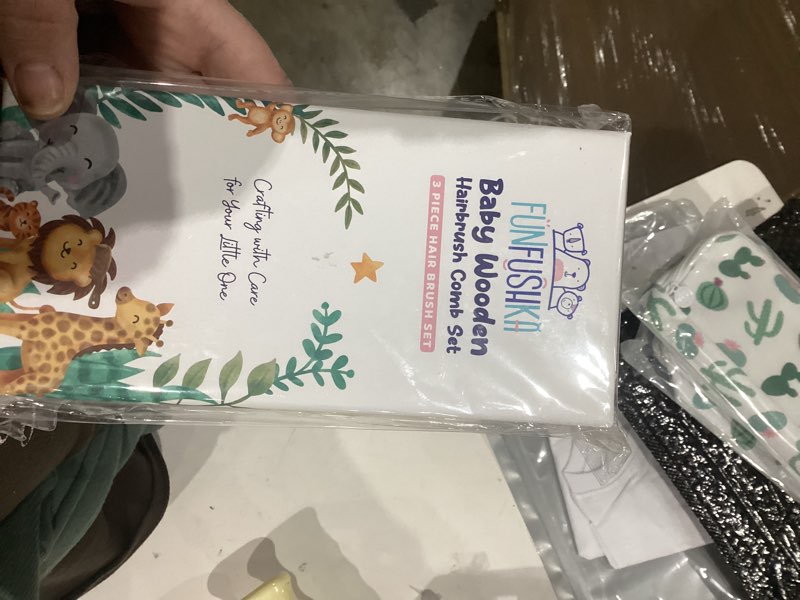 FUNFUSHKA
Baby Wooden
Hairbrush Comb Set
3 PIECE HAIR BRUSH SET
Crafting with Care
for Your Little One